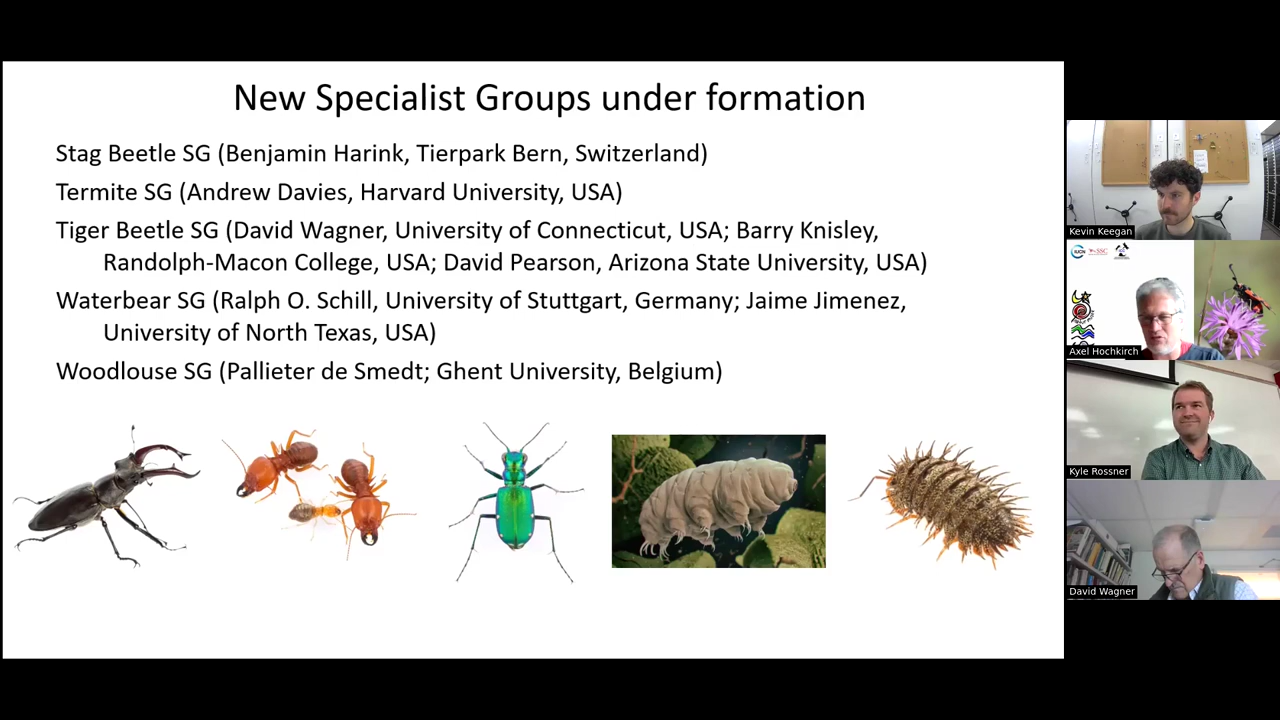 New Specialist Groups under formation
Stag Beetle SG (Benjamin Harink, Tierpark Bern, Switzerland)
Termite SG (Andrew Davies, Harvard University, USA)
Tiger Beetle SG (David Wagner, University of Connecticut, USA; Barry Knisley,
Randolph-Macon College, USA; David Pearson, Arizona State University, USA)
Waterbear SG (Ralph O. Schill, University of Stuttgart, Germany; Jaime Jimenez,
University of North Texas, USA)
Woodlouse SG (Pallieter de Smedt; Ghent University, Belgium)
Kevin Keegan
IUCN SSC
Axel Hochkirch
Kyle Rossner
David Wagner